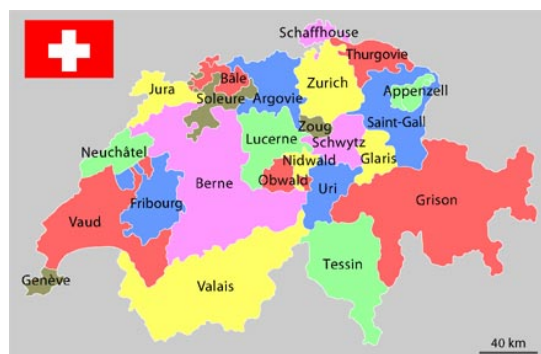 Schaffhouse
Thurgovie
Bâle
Jura
Zurich
Appenzell
Soleure
Argovie
Saint-Gall
Zoug
Lucerne
Schwytz
Neuchâtel
Nidwald
Glaris
Obwald
Berne
Uri
Fribourg
Grison
Vaud
Tessin
Genève
Valais
40 km